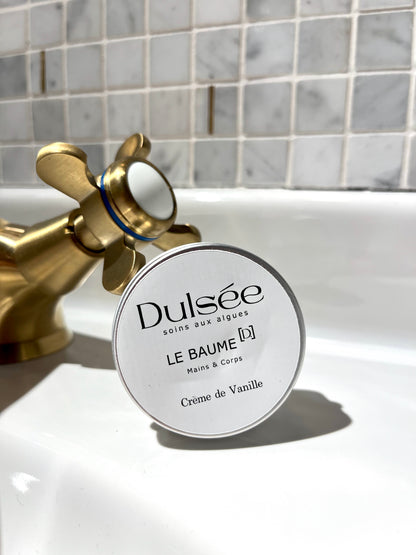 Dulsée
soins aux algues
LE BAUME [D]
Mains & Corps
Crème de Vanille